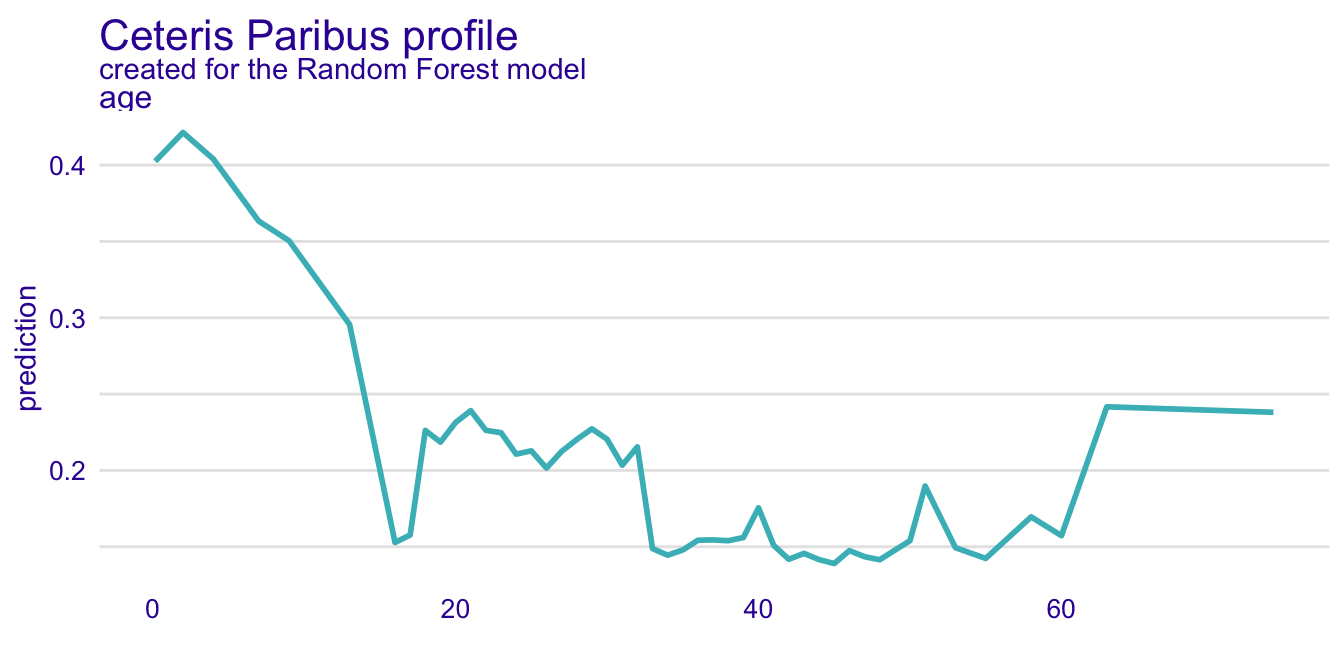 Ceteris Paribus profile
created for the Random Forest model
age
0.4
0.3
0.2
prediction
0 20 40 60